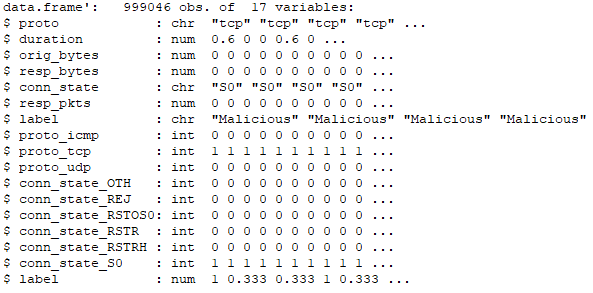 data.frame':   999046 obs. of  17 variables:
$ proto            : chr  "tcp" "tcp" "tcp" "tcp" ...
$ duration         : num  0.6 0 0 0.6 0 ...
$ orig_bytes       : num  0 0 0 0 0 0 0 0 0 0 ...
$ resp_bytes       : num  0 0 0 0 0 0 0 0 0 0 ...
$ conn_state       : chr  "S0" "S0" "S0" "S0" ...
$ resp_pkts        : num  0 0 0 0 0 0 0 0 0 0 ...
$ label            : chr  "Malicious" "Malicious" "Malicious" "Malicious"
$ proto_icmp       : int  0 0 0 0 0 0 0 0 0 0 ...
$ proto_tcp        : int  1 1 1 1 1 1 1 1 1 1 ...
$ proto_udp        : int  0 0 0 0 0 0 0 0 0 0 ...
$ conn_state_OTH   : int  0 0 0 0 0 0 0 0 0 0 ...
$ conn_state_REJ   : int  0 0 0 0 0 0 0 0 0 0 ...
$ conn_state_RSTOS0: int  0 0 0 0 0 0 0 0 0 0 ...
$ conn_state_RSTR  : int  0 0 0 0 0 0 0 0 0 0 ...
$ conn_state_RSTRH : int  0 0 0 0 0 0 0 0 0 0 ...
$ conn_state_S0    : int  1 1 1 1 1 1 1 1 1 1 ...
$ label            : num  1 0.333 0.333 1 0.333 ...